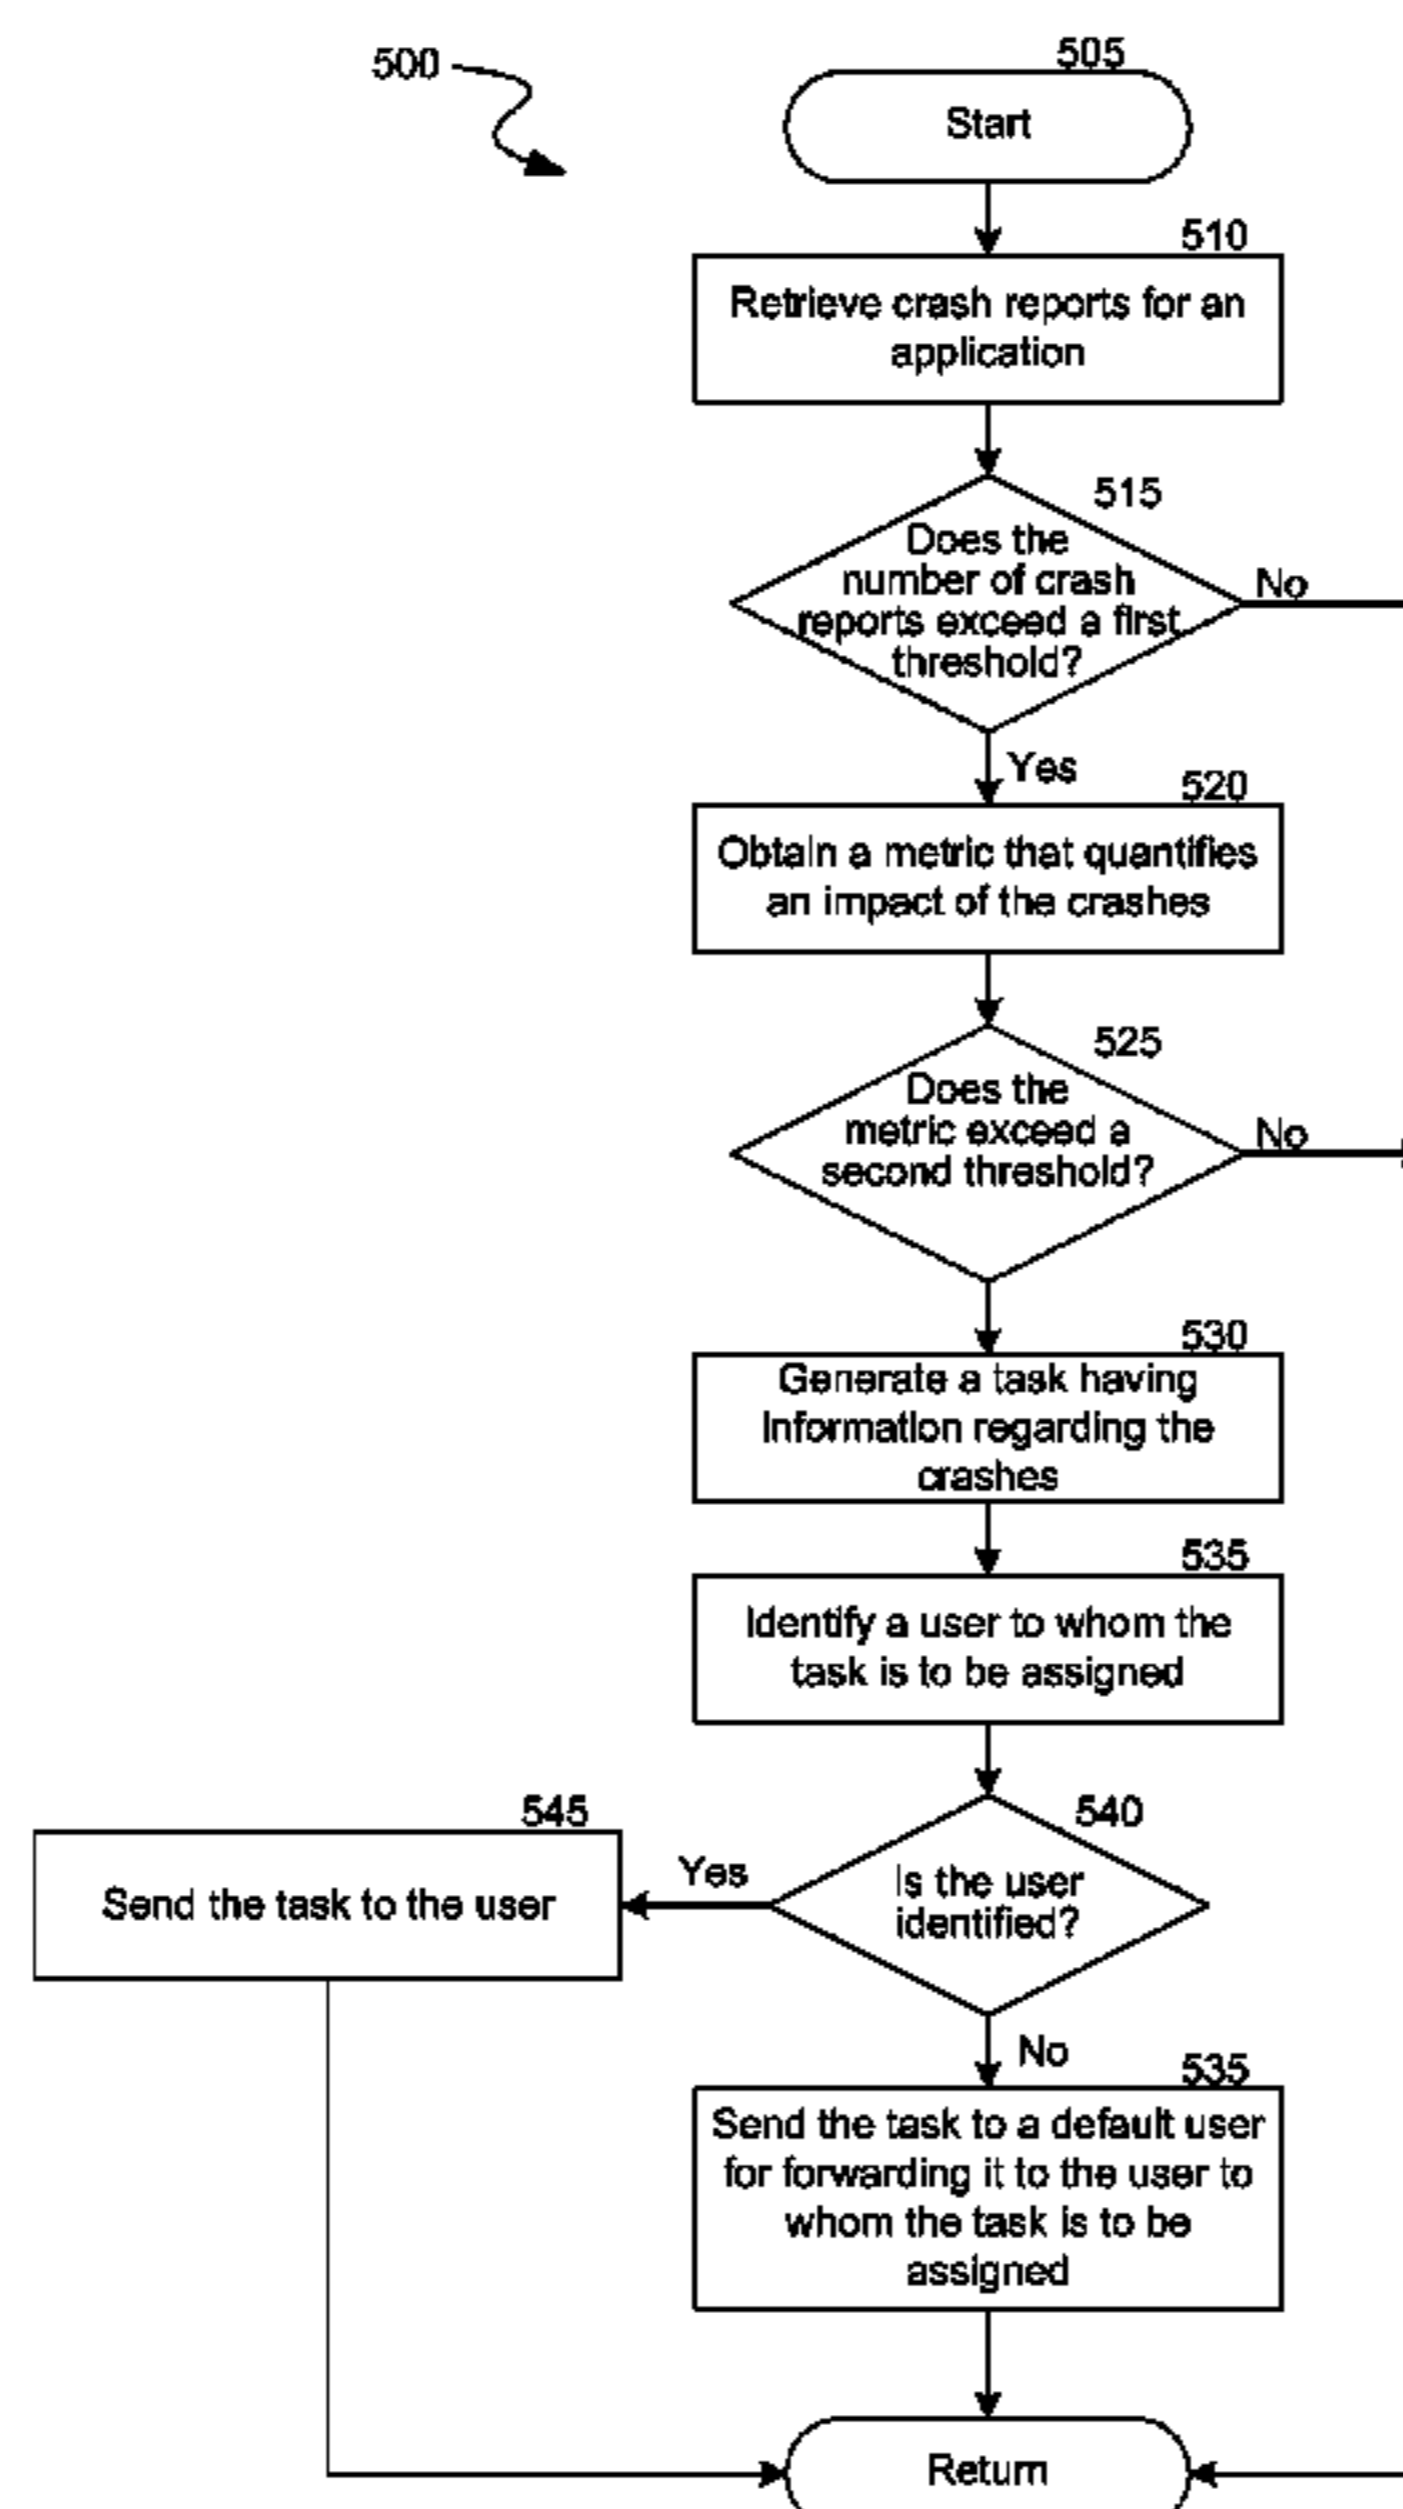 500
505
Start
510
Retrieve crash reports for an
application
515
Does the
number of crash
reports exceed a first
threshold?
No
Yes
520
Obtain a metric that quantifies
an impact of the crashes
525
Does the
metric exceed a
second threshold?
No
530
Generate a task having
information regarding the
crashes
535
Identify a user to whom the
task is to be assigned
540
Is the user
identified?
Yes
545
Send the task to the user
No
535
Send the task to a default user
for forwarding it to the user to
whom the task is to be
assigned
Return